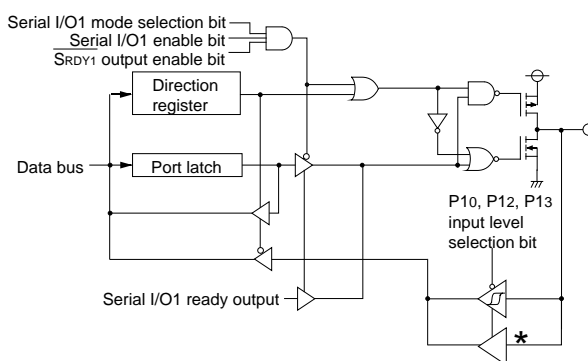 Serial I/O1 mode selection bit
Serial I/O1 enable bit
SRDY1 output enable bit
Direction
register
Data bus
Port latch
P10, P12, P13
input level
selection bit
Serial I/O1 ready output
*